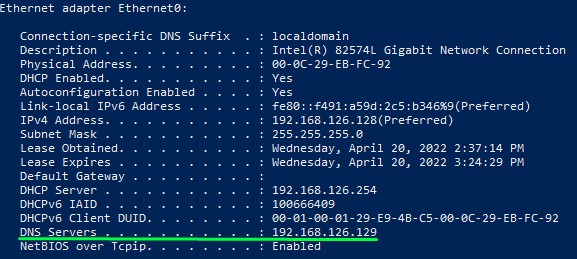 Ethernet adapter Ethernet0:
Connection-specific DNS Suffix . : localdomain
Description . . . . . . . . . . . : Intel(R) 82574L Gigabit Network Connection
Physical Address. . . . . . . . . : 00-0C-29-EB-FC-92
DHCP Enabled. . . . . . . . . . . : Yes
Autoconfiguration Enabled . . . . : Yes
Link-local IPv6 Address . . . . . : fe80::f491:a59d:2c5:b346%9(Preferred)
IPv4 Address. . . . . . . . . . . : 192.168.126.128(Preferred)
Subnet Mask . . . . . . . . . . . : 255.255.255.0
Lease Obtained. . . . . . . . . . : Wednesday, April 20, 2022 2:37:14 PM
Lease Expires . . . . . . . . . . : Wednesday, April 20, 2022 3:24:29 PM
Default Gateway . . . . . . . . . :
DHCP Server . . . . . . . . . . . : 192.168.126.254
DHCPv6 IAID . . . . . . . . . . . : 100666409
DHCPv6 Client DUID. . . . . . . . : 00-01-00-01-29-E9-4B-C5-00-0C-29-EB-FC-92
DNS Servers . . . . . . . . . . . : 192.168.126.129
NetBIOS over Tcpip. . . . . . . . : Enabled